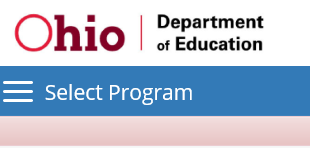 Ohio
Department
of Education
Select Program